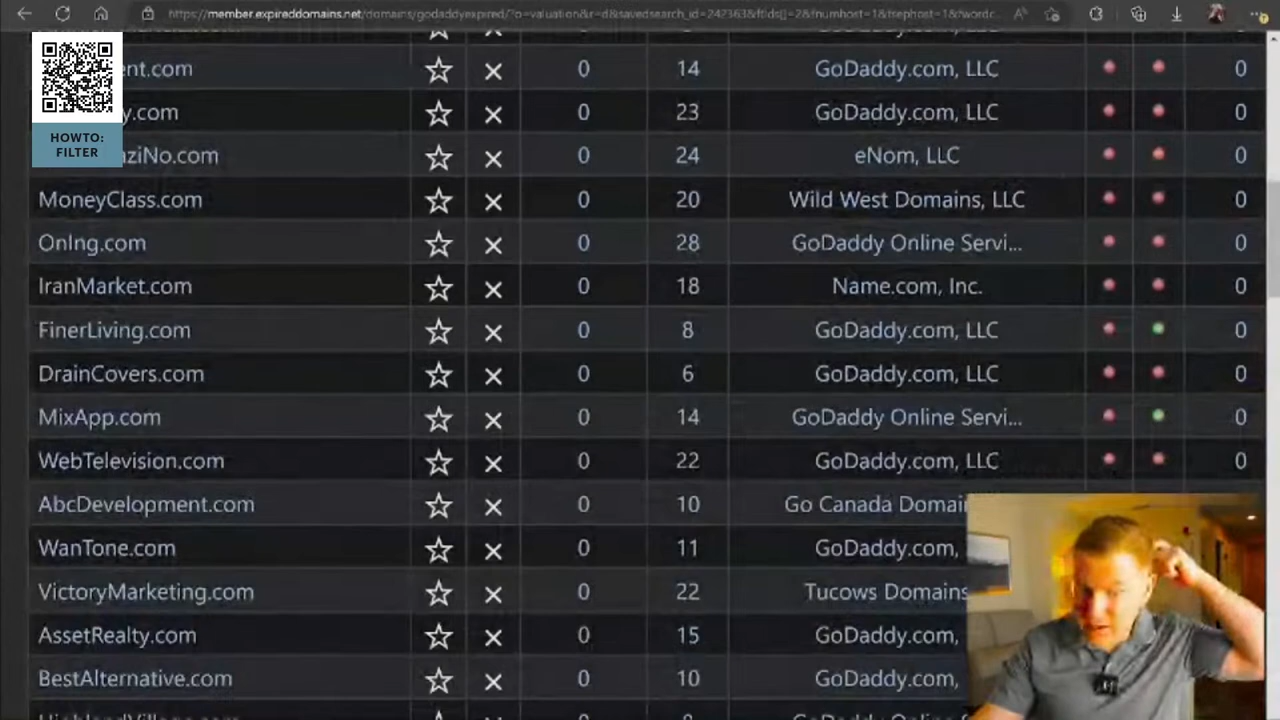 https://member.expireddomains.net/domains/godaddyexpired/?o=valuation&r=d&savedsearch_id=242363&ftlds[]=2&fnumhost=1&fsephost=1&fwordc
HOWTO:
FILTER
ent.com 0 14 GoDaddy.com, LLC 0
y.com 0 23 GoDaddy.com, LLC 0
ziNo.com 0 24 eNom, LLC 0
MoneyClass.com 0 20 Wild West Domains, LLC 0
OnIng.com 0 28 GoDaddy Online Servi... 0
IranMarket.com 0 18 Name.com, Inc. 0
FinerLiving.com 0 8 GoDaddy.com, LLC 0
DrainCovers.com 0 6 GoDaddy.com, LLC 0
MixApp.com 0 14 GoDaddy Online Servi... 0
WebTelevision.com 0 22 GoDaddy.com, LLC 0
AbcDevelopment.com 0 10 Go Canada Domai
WanTone.com 0 11 GoDaddy.com,
VictoryMarketing.com 0 22 Tucows Domains
AssetRealty.com 0 15 GoDaddy.com,
BestAlternative.com 0 10 GoDaddy.com,